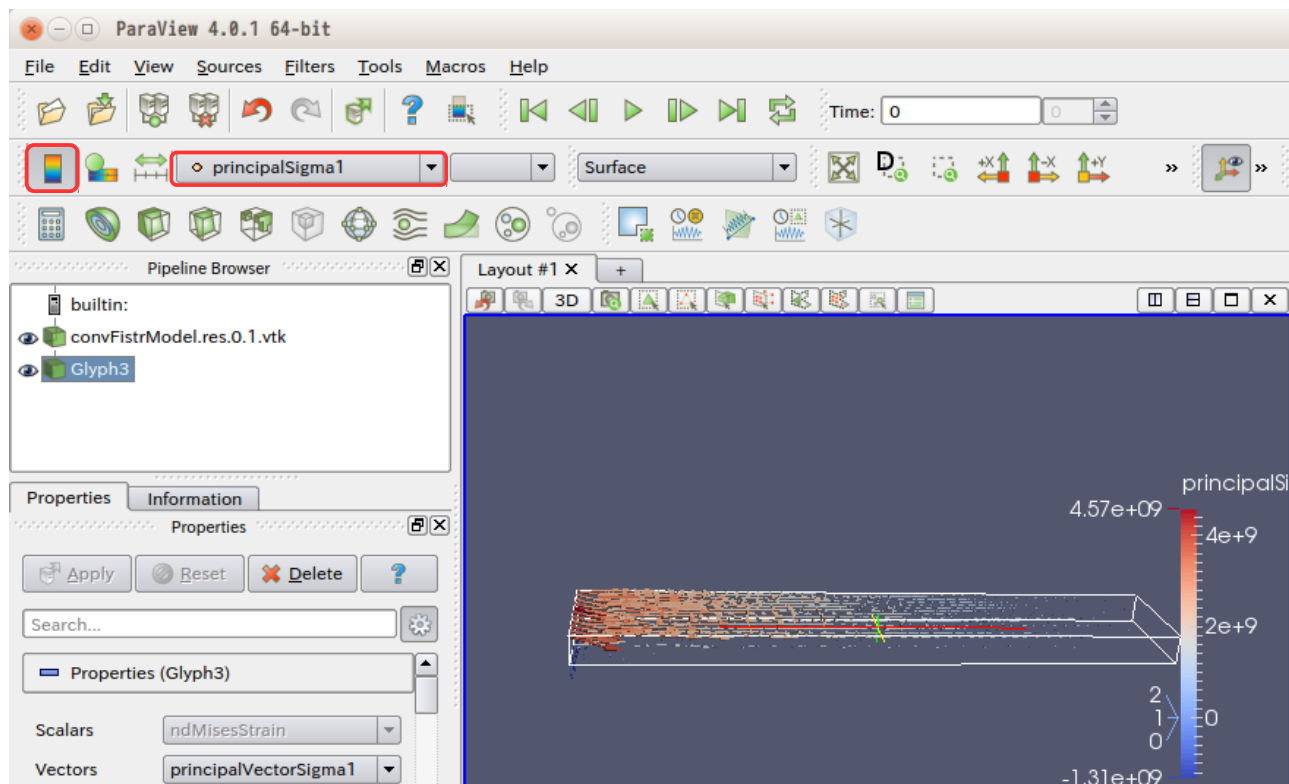 ParaView 4.0.1 64-bit
File Edit View Sources Filters Tools Macros Help
? Time: 0 0
principalSigma1 Surface D +X -X +Y » »
Pipeline Browser Layout #1 +
builtin: 3D
convFistrModel.res.0.1.vtk
Glyph3
Properties Information
Properties
principalSi
4.57e+09
4e+9
Apply Reset Delete ?
Search...
2e+9
Properties (Glyph3)
2
1 0
0
Scalars ndMisesStrain
Vectors principalVectorSigma1
-1.31e+09